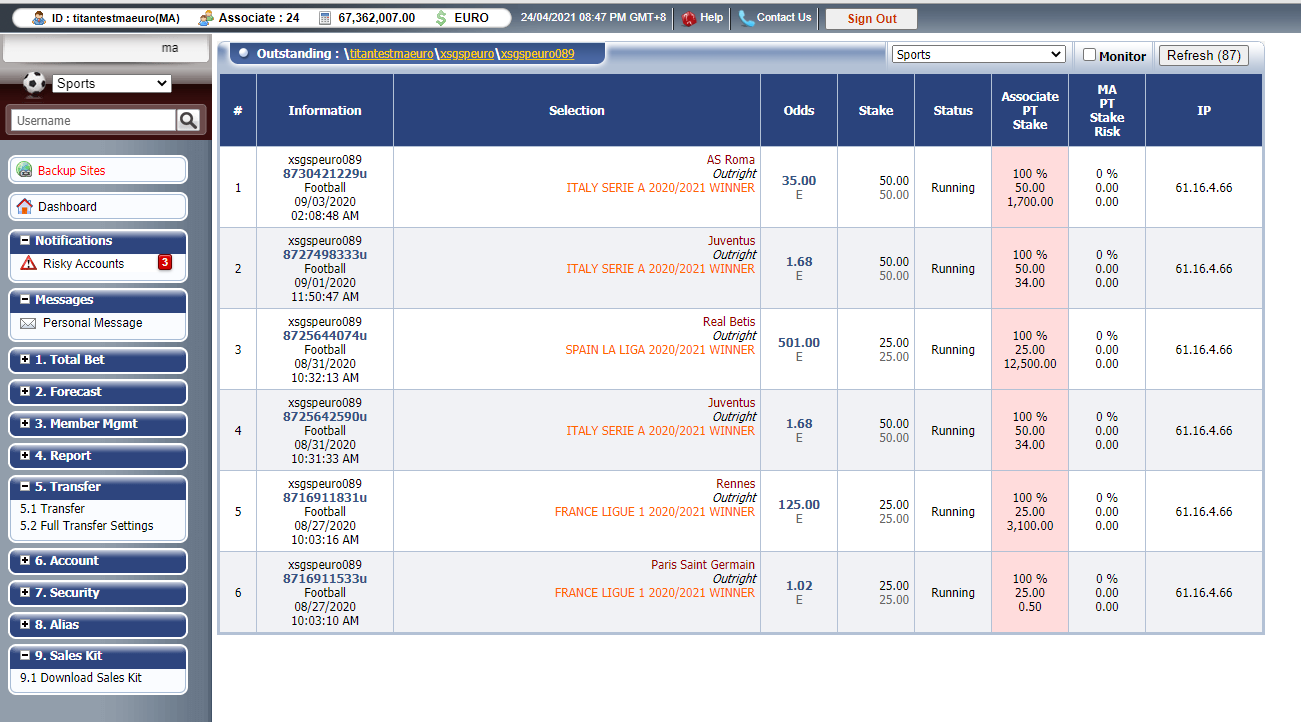 ID : titantestmaeuro(MA) Associate : 24 67,362,007.00 EURO 24/04/2021 08:47 PM GMT+8 Help Contact Us Sign Out
ma
Sports
Username
Backup Sites
Dashboard
Notifications
Risky Accounts 3
Messages
Personal Message
1. Total Bet
2. Forecast
3. Member Mgmt
4. Report
5. Transfer
5.1 Transfer
5.2 Full Transfer Settings
6. Account
7. Security
8. Alias
9. Sales Kit
9.1 Download Sales Kit
Outstanding : \titantestmaeuro\xsgspeuro\xsgspeuro089 Sports Monitor Refresh (87)
# Information Selection Odds Stake Status Associate PT Stake MA PT Stake Risk IP
1
xsgspeuro089
8730421229u
Football
09/03/2020
02:08:48 AM
AS Roma
Outright
ITALY SERIE A 2020/2021 WINNER
35.00
E
50.00
50.00
Running
100 %
50.00
1,700.00
0 %
0.00
0.00
61.16.4.66
2
xsgspeuro089
8727498333u
Football
09/01/2020
11:50:47 AM
Juventus
Outright
ITALY SERIE A 2020/2021 WINNER
1.68
E
50.00
50.00
Running
100 %
50.00
34.00
0 %
0.00
0.00
61.16.4.66
3
xsgspeuro089
8725644074u
Football
08/31/2020
10:32:13 AM
Real Betis
Outright
SPAIN LA LIGA 2020/2021 WINNER
501.00
E
25.00
25.00
Running
100 %
25.00
12,500.00
0 %
0.00
0.00
61.16.4.66
4
xsgspeuro089
8725642590u
Football
08/31/2020
10:31:33 AM
Juventus
Outright
ITALY SERIE A 2020/2021 WINNER
1.68
E
50.00
50.00
Running
100 %
50.00
34.00
0 %
0.00
0.00
61.16.4.66
5
xsgspeuro089
8716911831u
Football
08/27/2020
10:03:16 AM
Rennes
Outright
FRANCE LIGUE 1 2020/2021 WINNER
125.00
E
25.00
25.00
Running
100 %
25.00
3,100.00
0 %
0.00
0.00
61.16.4.66
6
xsgspeuro089
8716911533u
Football
08/27/2020
10:03:10 AM
Paris Saint Germain
Outright
FRANCE LIGUE 1 2020/2021 WINNER
1.02
E
25.00
25.00
Running
100 %
25.00
0.50
0 %
0.00
0.00
61.16.4.66